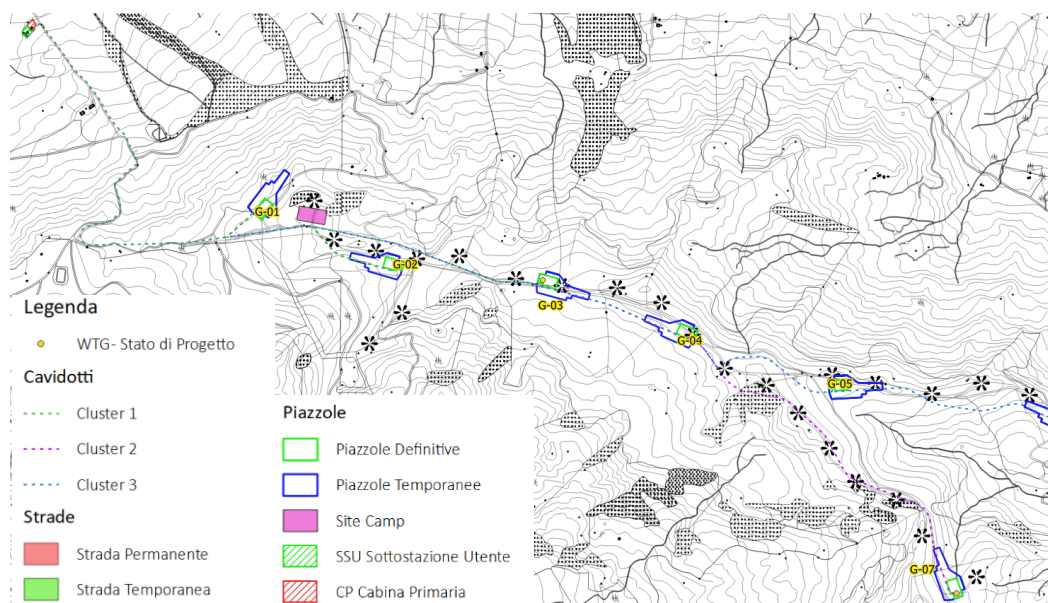 G-01
G-02
G-03
G-04
G-05
G-07
Legenda
WTG- Stato di Progetto
Cavidotti
Cluster 1
Cluster 2
Cluster 3
Strade
Strada Permanente
Strada Temporanea
Piazzole
Piazzole Definitive
Piazzole Temporanee
Site Camp
SSU Sottostazione Utente
CP Cabina Primaria